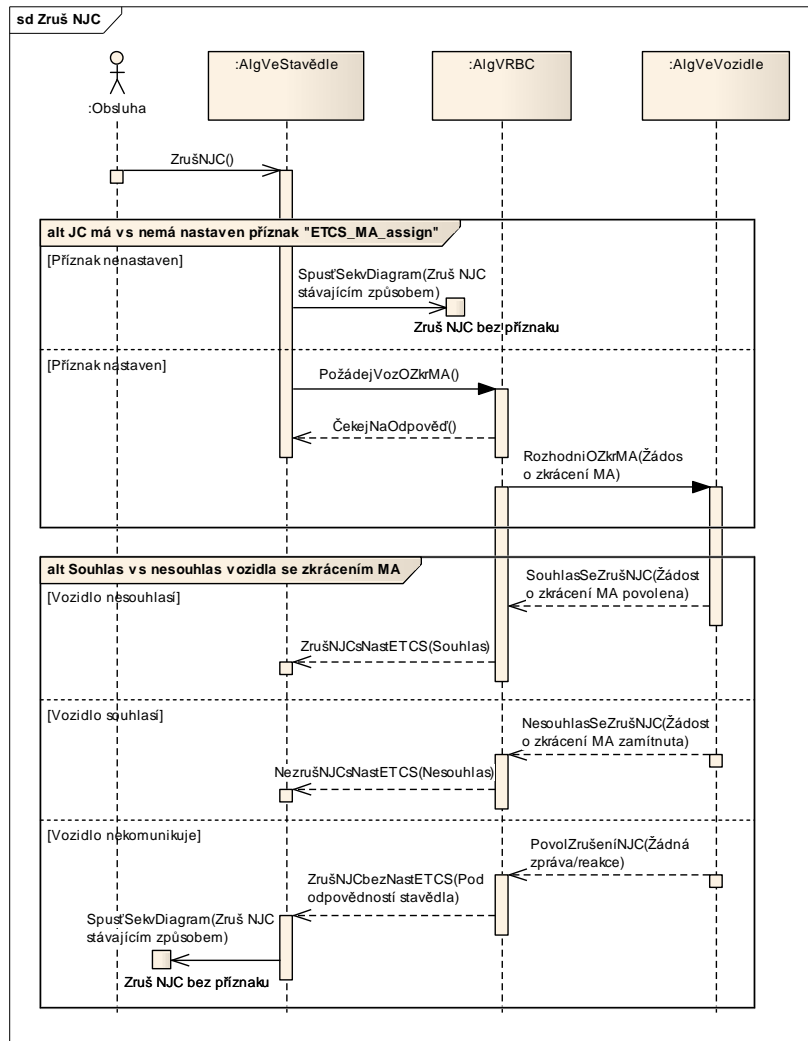 sd Zruš NJC
:Obsluha
:AlgVeStavědle
:AlgVRBC
:AlgVeVozidle
ZrušNJC()
alt JC má vs nemá nastaven příznak "ETCS_MA_assign"
[Příznak nenastaven]
SpusťSekvDiagram(Zruš NJC
stávajícím způsobem)
Zruš NJC bez příznaku
[Příznak nastaven]
PožádejVozOZkrMA()
ČekejNaOdpověď()
RozhodniOZkrMA(Žádos
o zkrácení MA)
alt Souhlas vs nesouhlas vozidla se zkrácením MA
[Vozidlo nesouhlasí]
SouhlasSeZrušNJC(Žádost
o zkrácení MA povolena)
ZrušNJCsNastETCS(Souhlas)
[Vozidlo souhlasí]
NesouhlasSeZrušNJC(Žádost
o zkrácení MA zamítnuta)
NezrušNJCsNastETCS(Nesouhlas)
[Vozidlo nekomunikuje]
PovolZrušeníNJC(Žádná
zpráva/reakce)
ZrušNJCbezNastETCS(Pod
odpovědností stavědla)
SpusťSekvDiagram(Zruš NJC
stávajícím způsobem)
Zruš NJC bez příznaku